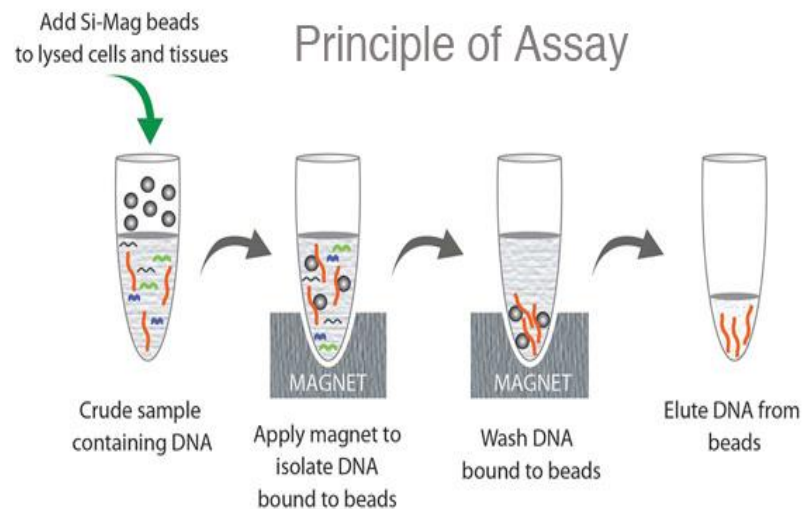 Add Si-Mag beads
to lysed cells and tissues
Principle of Assay
MAGNET
MAGNET
Crude sample
containing DNA
Apply magnet to
isolate DNA
bound to beads
Wash DNA
bound to beads
Elute DNA from
beads